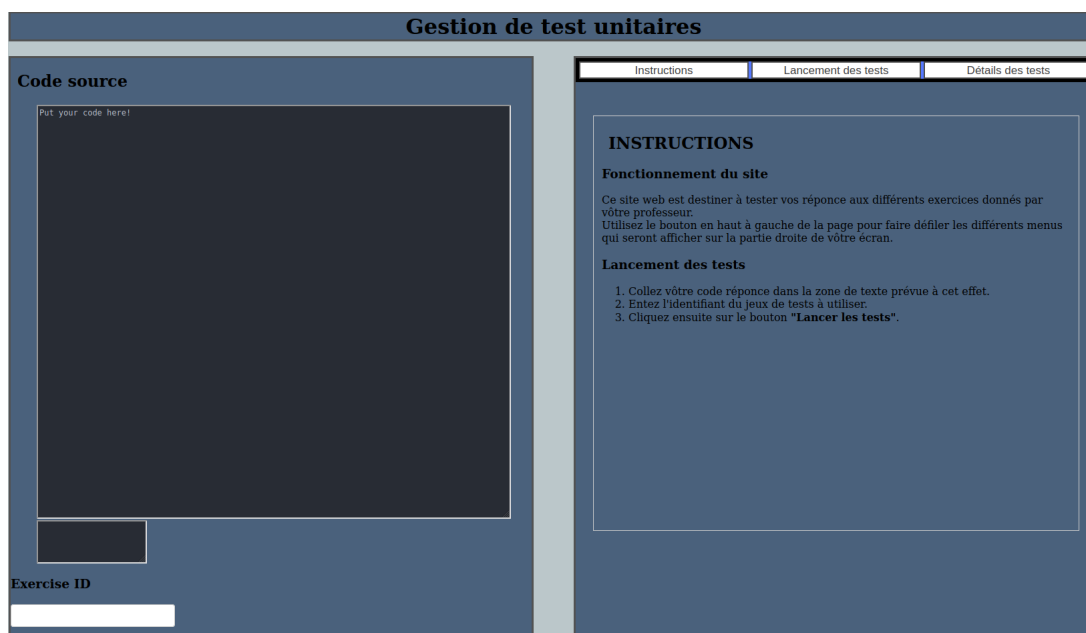 Gestion de test unitaires
Code source
Put your code here!
Exercise ID
Instructions
Lancement des tests
Détails des tests
INSTRUCTIONS
Fonctionnement du site
Ce site web est destiner à tester vos réponce aux différents exercices donnés par
vôtre professeur.
Utilisez le bouton en haut à gauche de la page pour faire défiler les différents menus
qui seront afficher sur la partie droite de vôtre écran.
Lancement des tests
1. Collez vôtre code réponce dans la zone de texte prévue à cet effet.
2. Entez l'identifiant du jeux de tests à utiliser.
3. Cliquez ensuite sur le bouton "Lancer les tests".